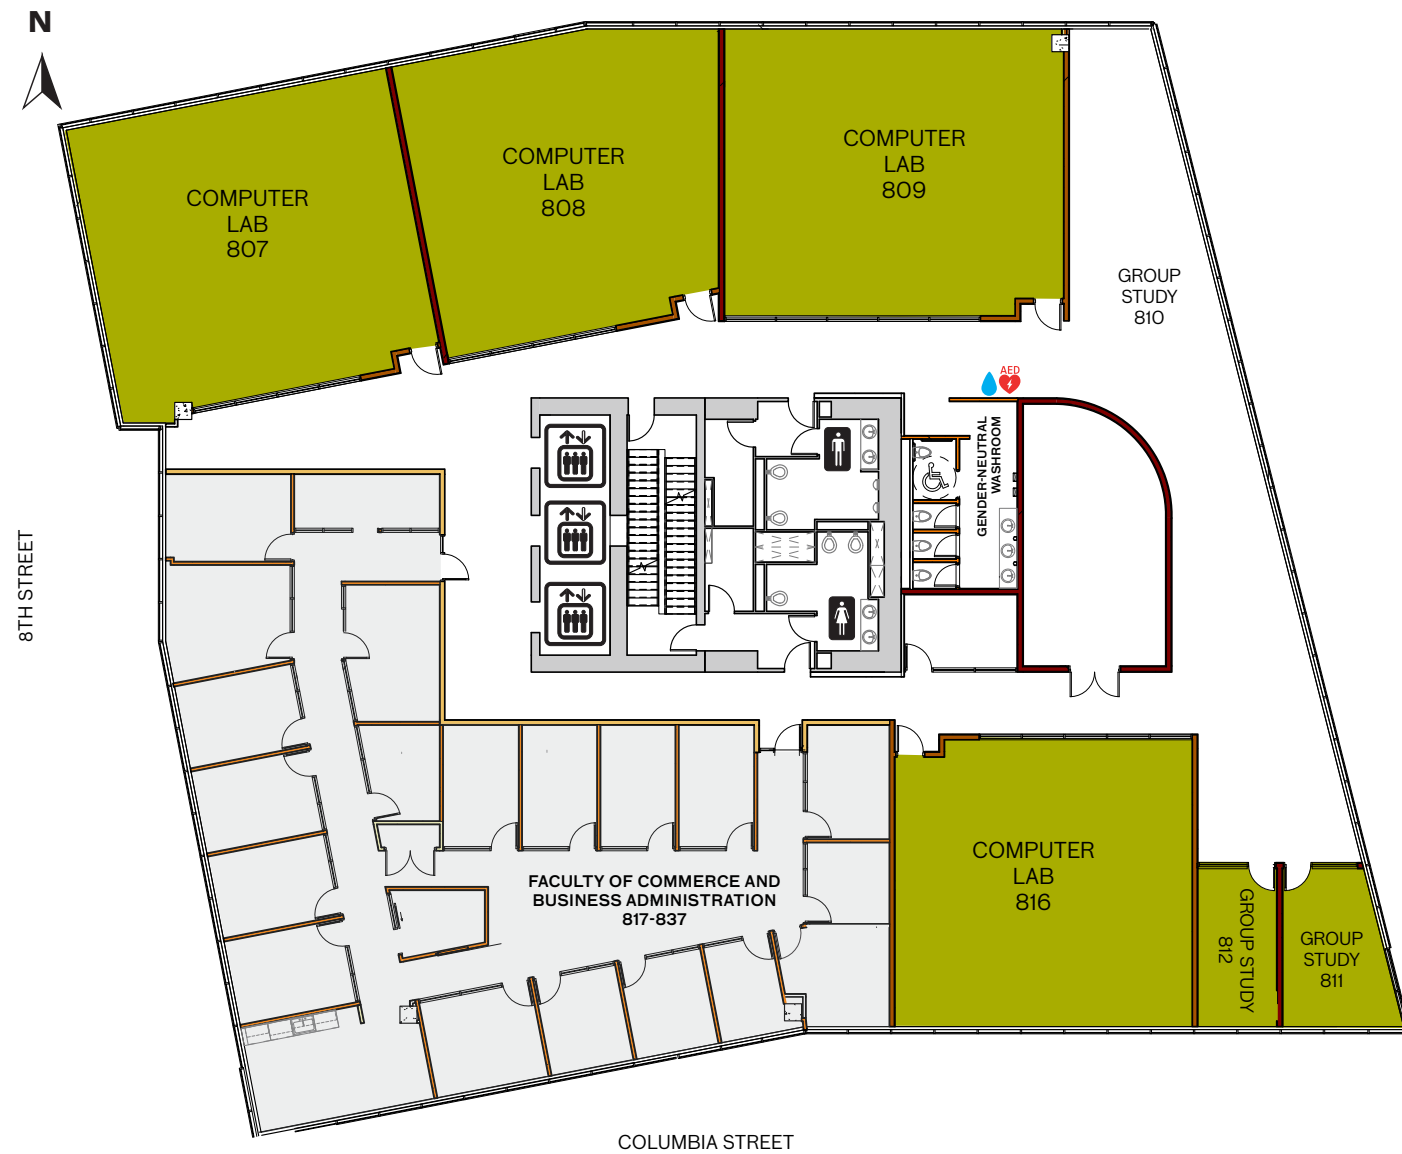 N
COMPUTER
LAB
807
COMPUTER
LAB
808
COMPUTER
LAB
809
GROUP
STUDY
810
AED
GENDER-NEUTRAL
WASHROOM
8TH STREET
FACULTY OF COMMERCE AND
BUSINESS ADMINISTRATION
817-837
COMPUTER
LAB
816
GROUP STUDY
812
GROUP
STUDY
811
COLUMBIA STREET